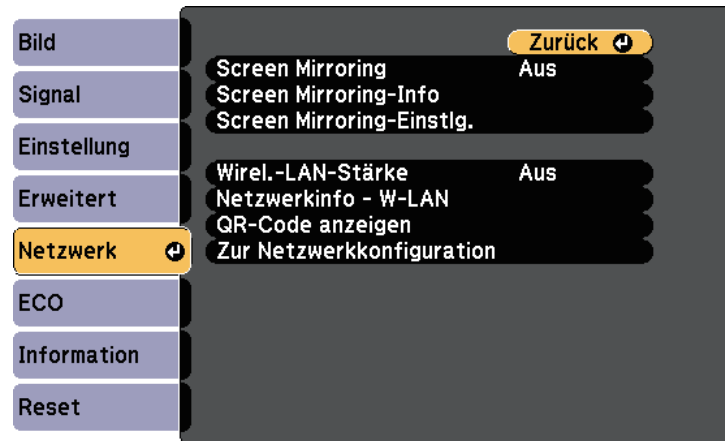 Bild
Signal
Einstellung
Erweitert
Netzwerk
ECO
Information
Reset
Zurück
Screen Mirroring Aus
Screen Mirroring-Info
Screen Mirroring-Einstlg.
Wirel.-LAN-Stärke Aus
Netzwerkinfo - W-LAN
QR-Code anzeigen
Zur Netzwerkkonfiguration